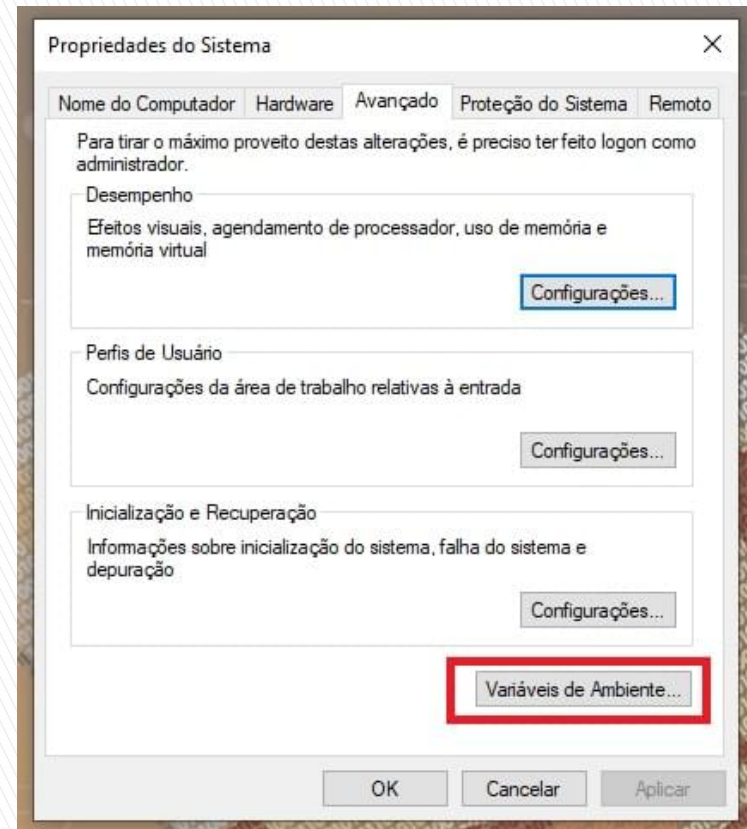 Propriedades do Sistema
Nome do Computador Hardware Avançado Proteção do Sistema Remoto
Para tirar o máximo proveito destas alterações, é preciso ter feito logon como
administrador.
Desempenho
Efeitos visuais, agendamento de processador, uso de memória e
memória virtual
Configurações...
Perfis de Usuário
Configurações da área de trabalho relativas à entrada
Configurações...
Inicialização e Recuperação
Informações sobre inicialização do sistema, falha do sistema e
depuração
Configurações...
Variáveis de Ambiente...
OK Cancelar Aplicar